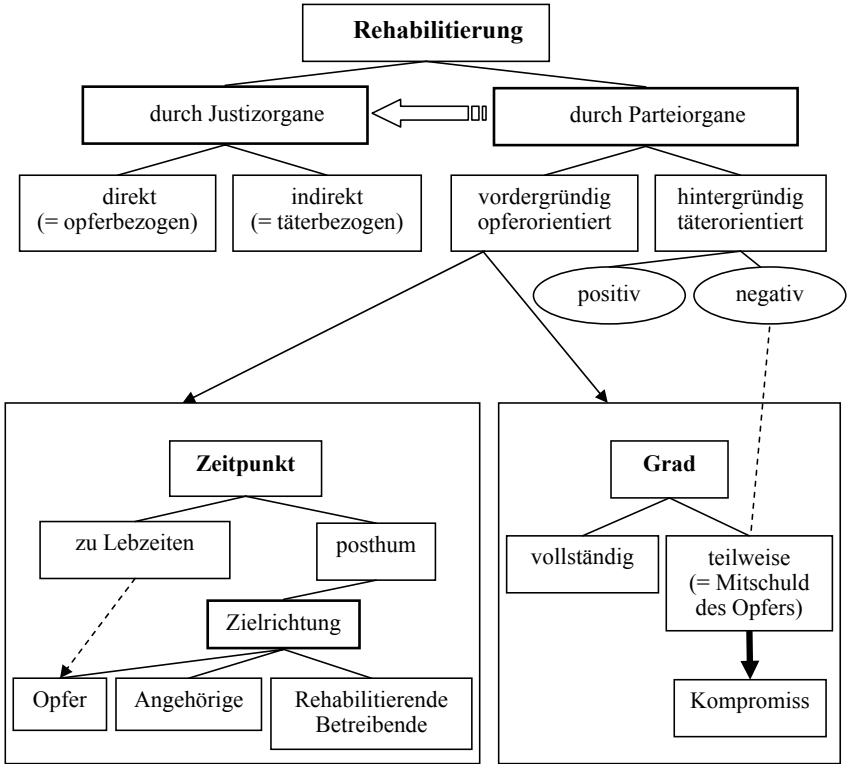 Rehabilitierung
durch Justizorgane
durch Parteiorgane
direkt
(= opferbezogen)
indirekt
(= täterbezogen)
vordergründig
opferorientiert
hintergründig
täterorientiert
positiv
negativ
Zeitpunkt
zu Lebzeiten
posthum
Zielrichtung
Opfer
Angehörige
Rehabilitierende
Betreibende
Grad
vollständig
teilweise
(= Mitschuld
des Opfers)
Kompromiss